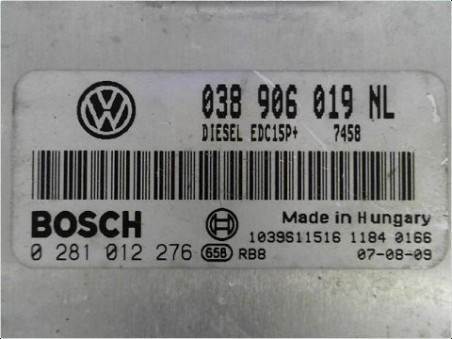 038 906 019 NL
DIESEL EDC15P+ 7458
BOSCH
Made in Hungary
1039S11516 1184 0166
0 281 012 276 658 RB8 07-08-09